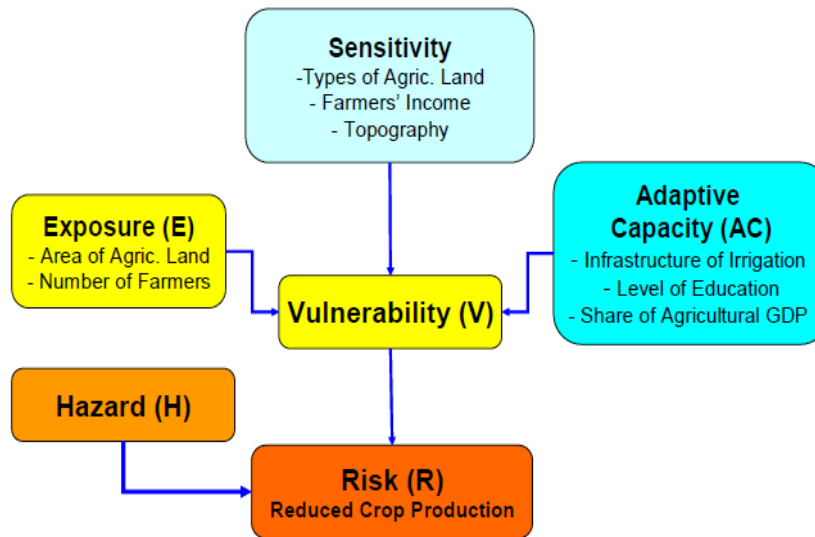 Sensitivity
-Types of Agric. Land
- Farmers’ Income
- Topography
Exposure (E)
- Area of Agric. Land
- Number of Farmers
Adaptive
Capacity (AC)
- Infrastructure of Irrigation
- Level of Education
- Share of Agricultural GDP
Vulnerability (V)
Hazard (H)
Risk (R)
Reduced Crop Production